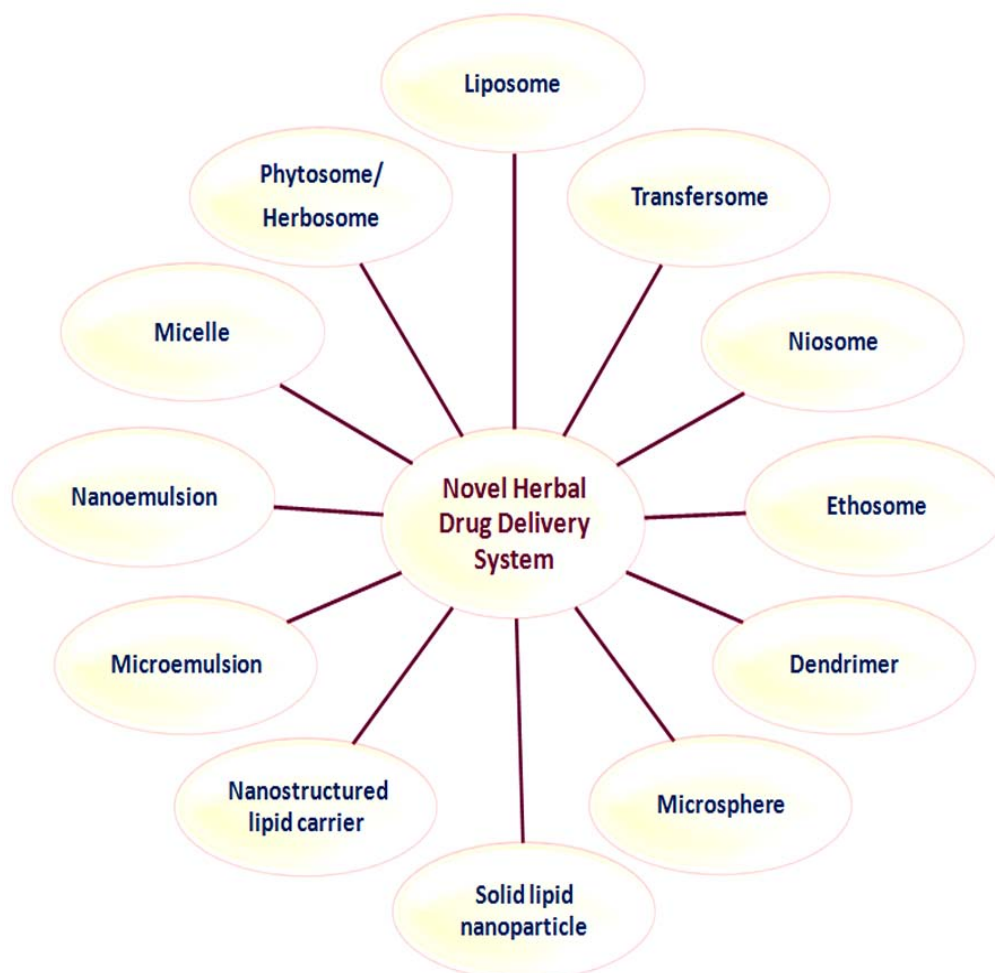 Liposome
Phytosome/
Herbosome
Transfersome
Micelle
Niosome
Novel Herbal
Drug Delivery
System
Nanoemulsion
Ethosome
Microemulsion
Dendrimer
Nanostructured
lipid carrier
Microsphere
Solid lipid
nanoparticle